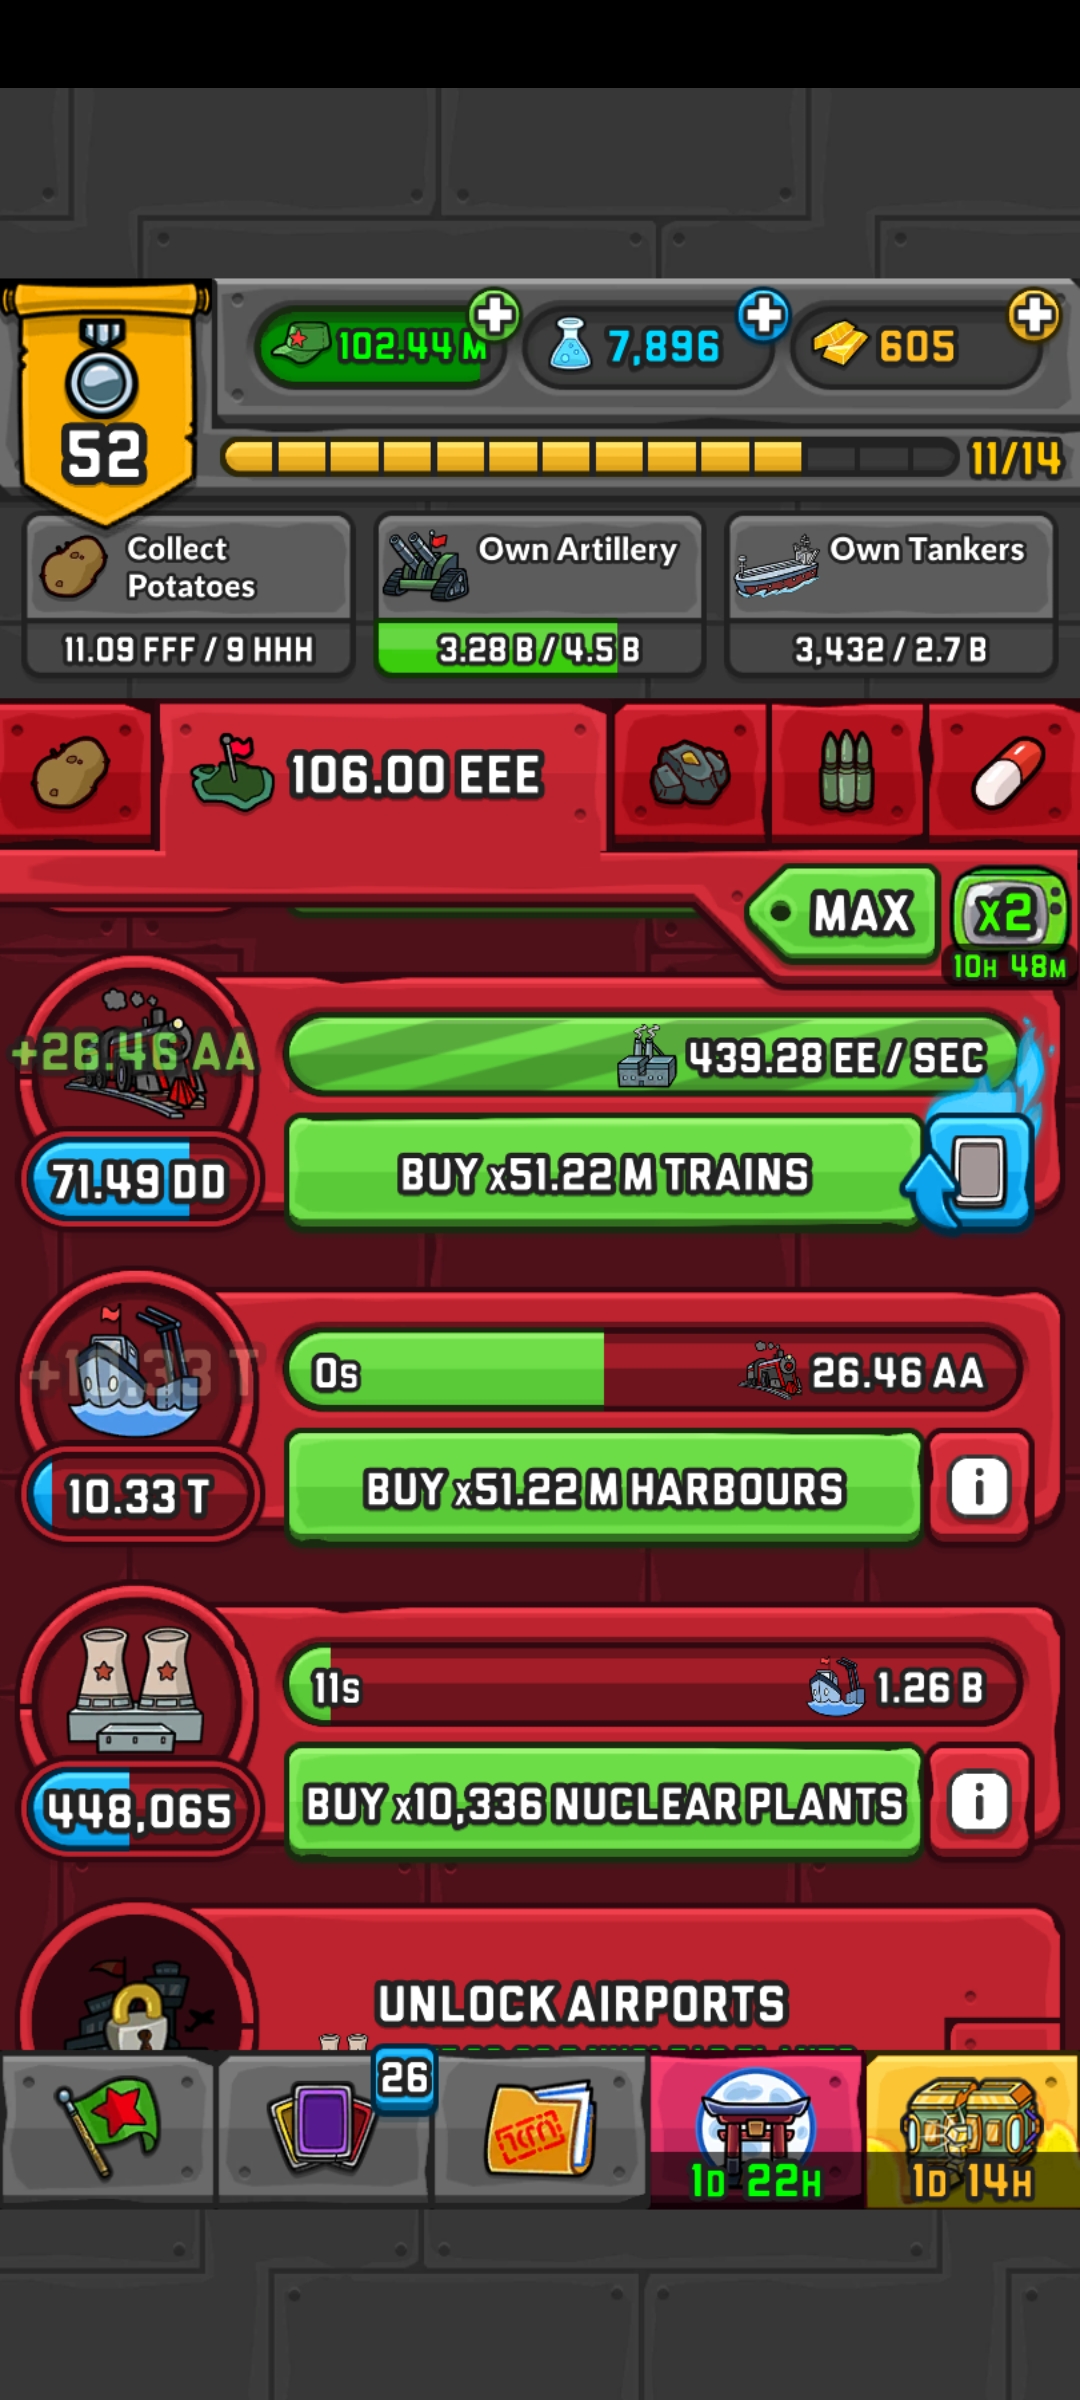 102.44 M
7,896
605
52
11/14
Collect
Potatoes
11.09 FFF / 9 HHH
Own Artillery
3.28 B / 4.5 B
Own Tankers
3,432 / 2.7 B
106.00 EEE
MAX
x2
10H 48M
+26.46 AA
439.28 EE / SEC
71.49 DD
BUY x51.22 M TRAINS
+10.33 T
0s
26.46 AA
10.33 T
BUY x51.22 M HARBOURS
i
11s
1.26 B
448,065
BUY x10,336 NUCLEAR PLANTS
i
UNLOCK AIRPORTS
26
1D 22H
1D 14H